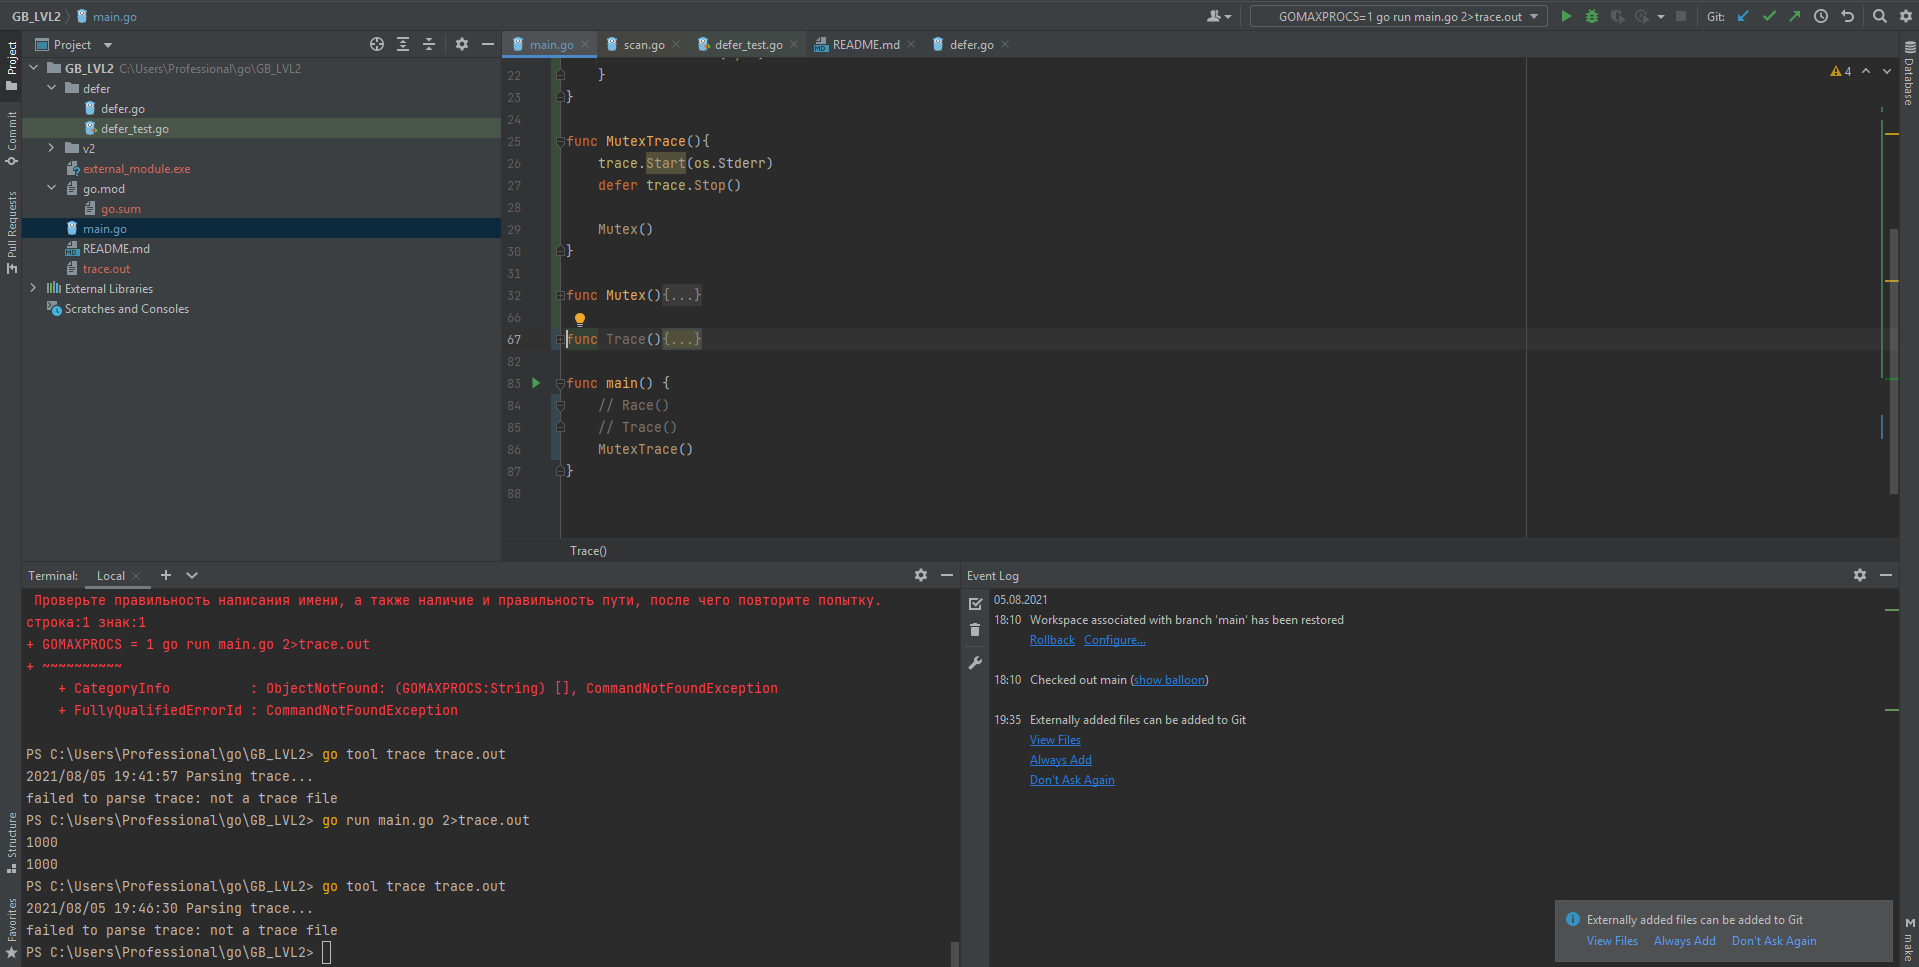 GB_LVL2 main.go
GOMAXPROCS=1 go run main.go 2>trace.out
Git:
Project
main.go
scan.go
defer_test.go
README.md
defer.go
Project
Commit
Pull Requests
Structure
Favorites
Database
make
GB_LVL2 C:\Users\Professional\go\GB_LVL2
defer
defer.go
defer_test.go
v2
external_module.exe
go.mod
go.sum
main.go
README.md
trace.out
External Libraries
Scratches and Consoles
4
22 }
23 }
24
25 func MutexTrace(){
26 trace.Start(os.Stderr)
27 defer trace.Stop()
28
29 Mutex()
30 }
31
32 func Mutex(){...}
66
67 func Trace(){...}
82
83 func main() {
84 // Race()
85 // Trace()
86 MutexTrace()
87 }
88
Trace()
Terminal: Local
Проверьте правильность написания имени, а также наличие и правильность пути, после чего повторите попытку.
строка:1 знак:1
+ GOMAXPROCS = 1 go run main.go 2>trace.out
+ ~~~~~~~~~~
+ CategoryInfo : ObjectNotFound: (GOMAXPROCS:String) [], CommandNotFoundException
+ FullyQualifiedErrorId : CommandNotFoundException
PS C:\Users\Professional\go\GB_LVL2> go tool trace trace.out
2021/08/05 19:41:57 Parsing trace...
failed to parse trace: not a trace file
PS C:\Users\Professional\go\GB_LVL2> go run main.go 2>trace.out
1000
1000
PS C:\Users\Professional\go\GB_LVL2> go tool trace trace.out
2021/08/05 19:46:30 Parsing trace...
failed to parse trace: not a trace file
PS C:\Users\Professional\go\GB_LVL2>
Event Log
05.08.2021
18:10 Workspace associated with branch 'main' has been restored
Rollback Configure...
18:10 Checked out main (show balloon)
19:35 Externally added files can be added to Git
View Files
Always Add
Don't Ask Again
Externally added files can be added to Git
View Files Always Add Don't Ask Again